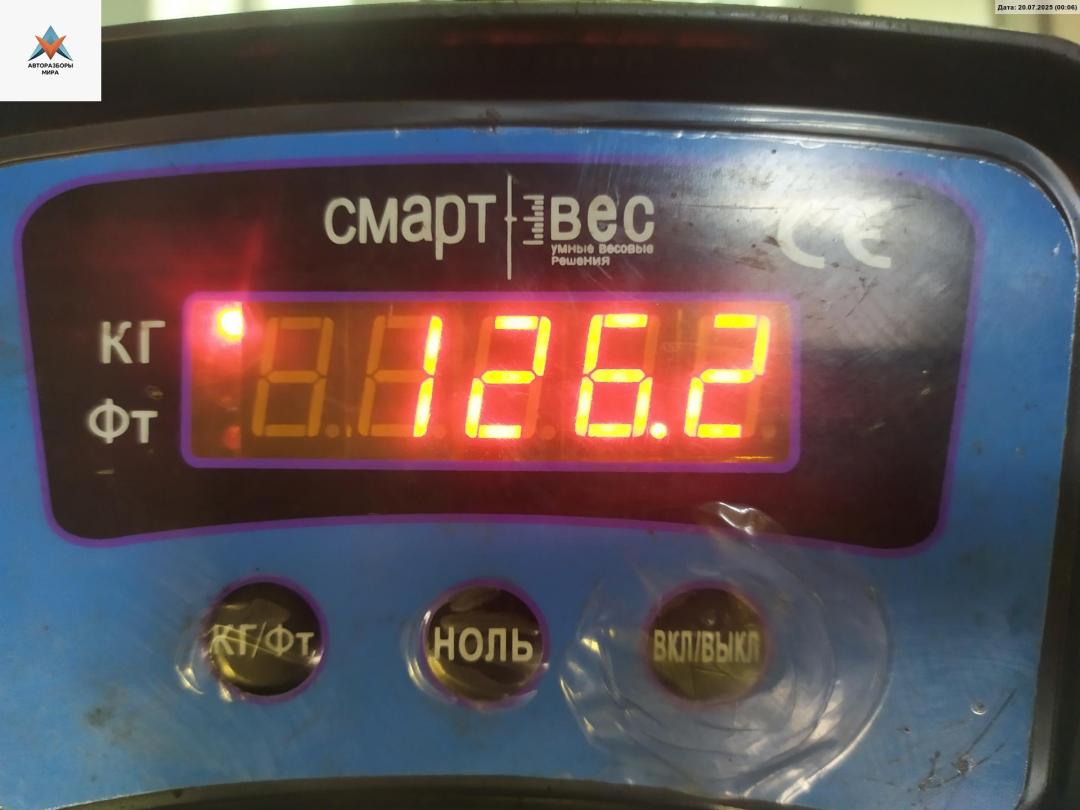 Дата: 20.07.2025 (00:06)
АВТОРАЗБОРЫ
МИРА
смарт вес
умные весовые
Решения
CE
КГ
Фт
126.2
КГ/Фт
НОЛЬ
ВКЛ/ВЫКЛ